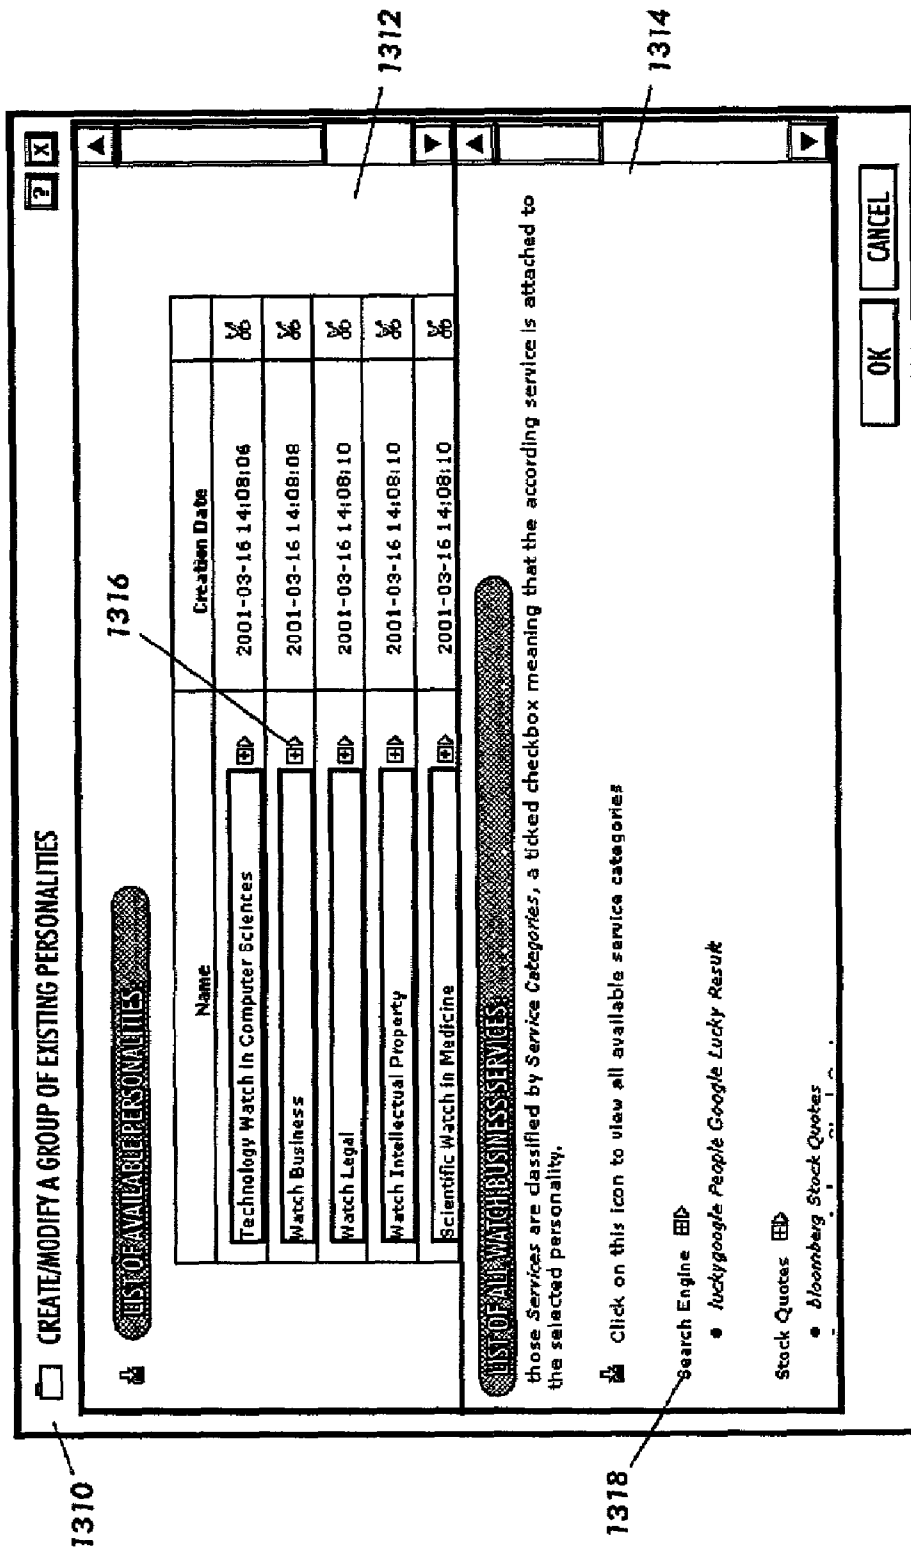 1310
CREATE/MODIFY A GROUP OF EXISTING PERSONALITIES
? X
LIST OF AVAILABLE PERSONALITIES:
1316
Name Creation Date
Technology Watch In Computer Sciences 2001-03-16 14:08:06
Watch Business 2001-03-16 14:08:08
Watch Legal 2001-03-16 14:08:10
Watch Intellectual Property 2001-03-16 14:08:10
Scientific Watch in Medicine 2001-03-16 14:08:10
1312
LIST OF ALL WATCH BUSINESS SERVICES:
those Services are classified by Service Categories, a ticked checkbox meaning that the according service is attached to
the selected personality.
Click on this icon to view all available service categories
1314
1318
Search Engine
• luckygoogle People Google Lucky Result
Stock Quotes
• bloomberg Stock Quotes
OK CANCEL